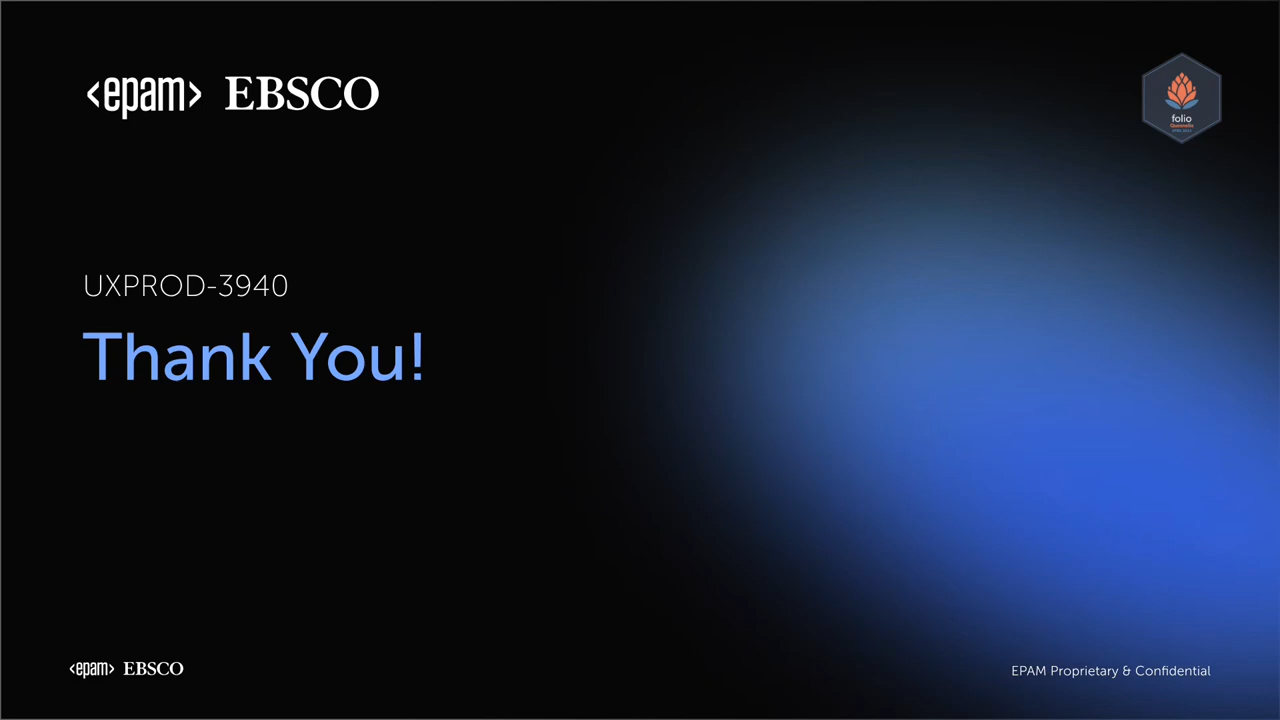 <epam> EBSCO
folio
UXPROD-3940
Thank You!
<epam> EBSCO
EPAM Proprietary & Confidential